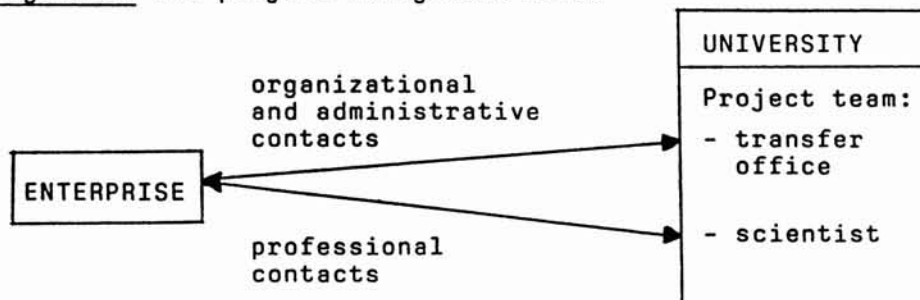 organizational
and administrative
contacts
ENTERPRISE
professional
contacts
UNIVERSITY
Project team:
- transfer
office
- scientist